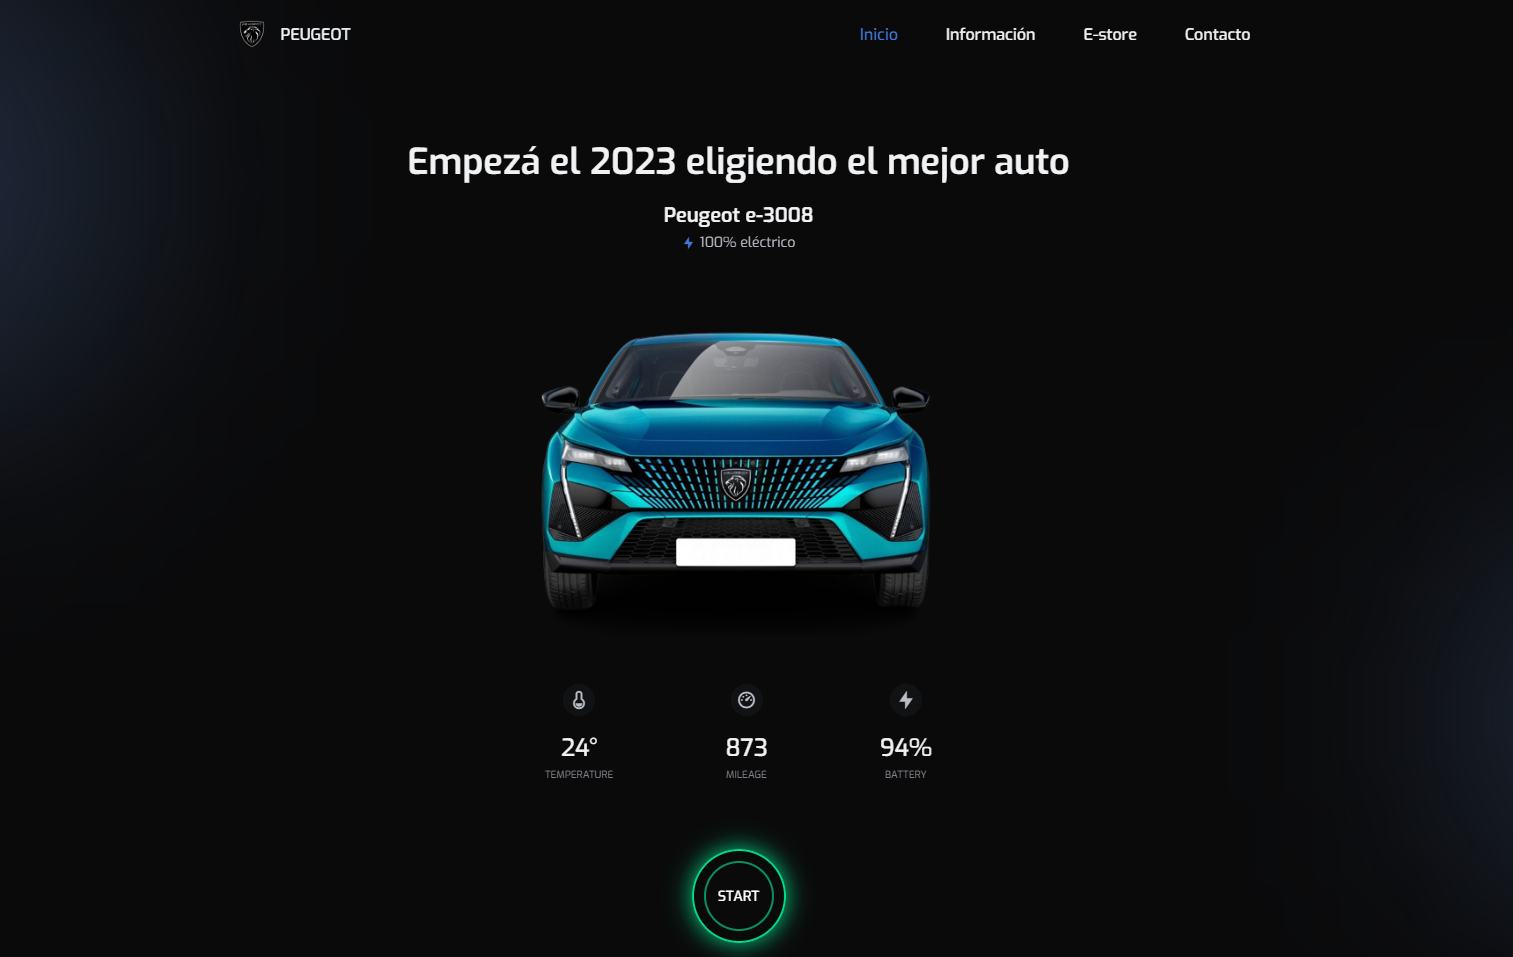 PEUGEOT
Inicio
Información
E-store
Contacto
Empezá el 2023 eligiendo el mejor auto
Peugeot e-3008
100% eléctrico
24°
873
94%
TEMPERATURE
MILEAGE
BATTERY
START